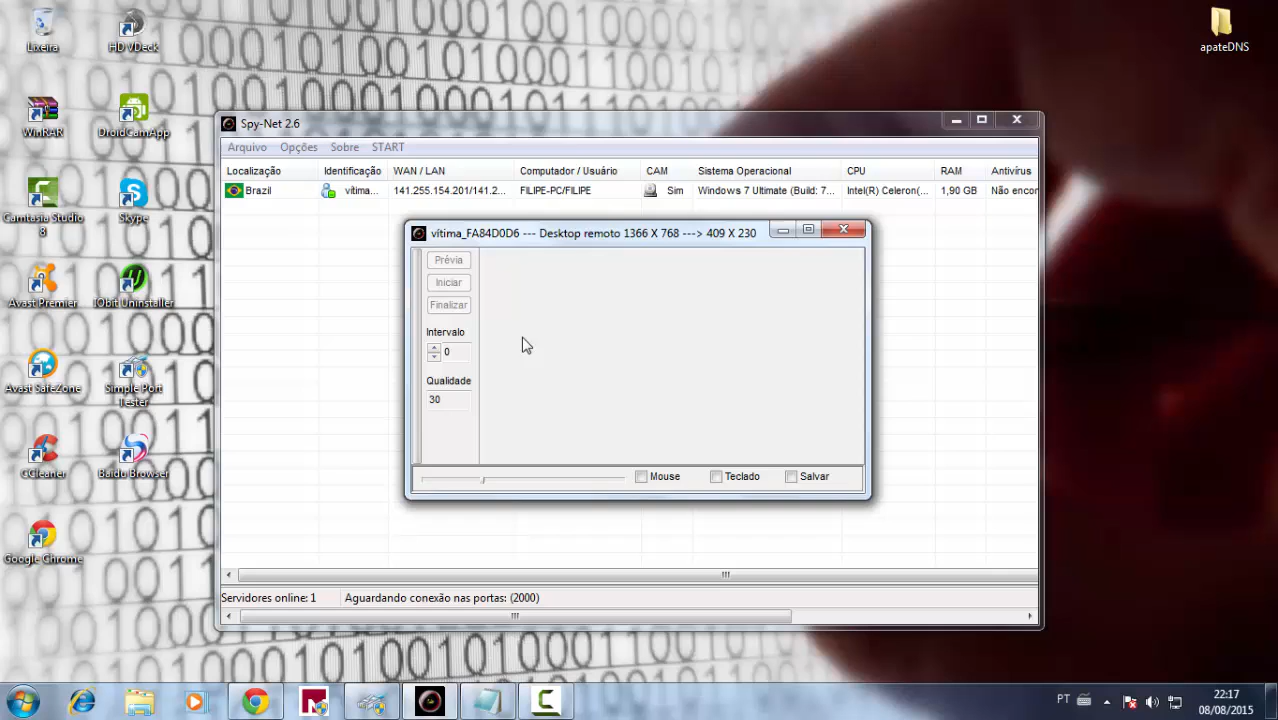 Lixeira
HD VDeck
apateDNS
WinRAR
DroidCamApp
Camtasia Studio 8
Skype
Avast Premier
IObit Uninstaller
Avast SafeZone
Simple Port Tester
CCleaner
Baidu Browser
Google Chrome
Spy-Net 2.6
Arquivo Opções Sobre START
Localização Identificação WAN / LAN Computador / Usuário CAM Sistema Operacional CPU RAM Antivírus
Brazil vítima... 141.255.154.201/141.2... FILIPE-PC/FILIPE Sim Windows 7 Ultimate (Build: 7... Intel(R) Celeron(... 1,90 GB Não encon
vítima_FA84D0D6 --- Desktop remoto 1366 X 768 ---> 409 X 230
Prévia
Iniciar
Finalizar
Intervalo
0
Qualidade
30
Mouse Teclado Salvar
Servidores online: 1 Aguardando conexão nas portas: (2000)
PT
22:17
08/08/2015